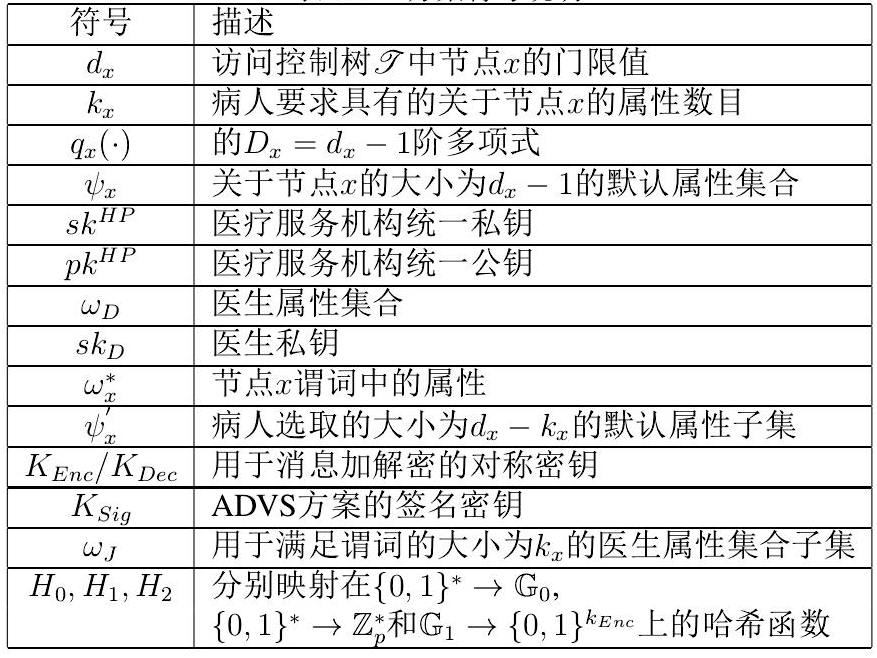 符号 描述
$d_x$ 访问控制树$\mathscr{T}$中节点$x$的门限值
$k_x$ 病人要求具有的关于节点$x$的属性数目
$q_x(\cdot)$ 的$D_x = d_x - 1$阶多项式
$\psi_x$ 关于节点$x$的大小为$d_x - 1$的默认属性集合
$sk^{HP}$ 医疗服务机构统一私钥
$pk^{HP}$ 医疗服务机构统一公钥
$\omega_D$ 医生属性集合
$sk_D$ 医生私钥
$\omega_x^*$ 节点$x$谓词中的属性
$\psi_x^{'}$ 病人选取的大小为$d_x - k_x$的默认属性子集
$K_{Enc}/K_{Dec}$ 用于消息加解密的对称密钥
$K_{Sig}$ ADVS方案的签名密钥
$\omega_J$ 用于满足谓词的大小为$k_x$的医生属性集合子集
$H_0, H_1, H_2$ 分别映射在$\{0,1\}^* \to \mathbb{G}_0$,
$\{0,1\}^* \to \mathbb{Z}_p^*$和$\mathbb{G}_1 \to \{0,1\}^{k_{Enc}}$上的哈希函数